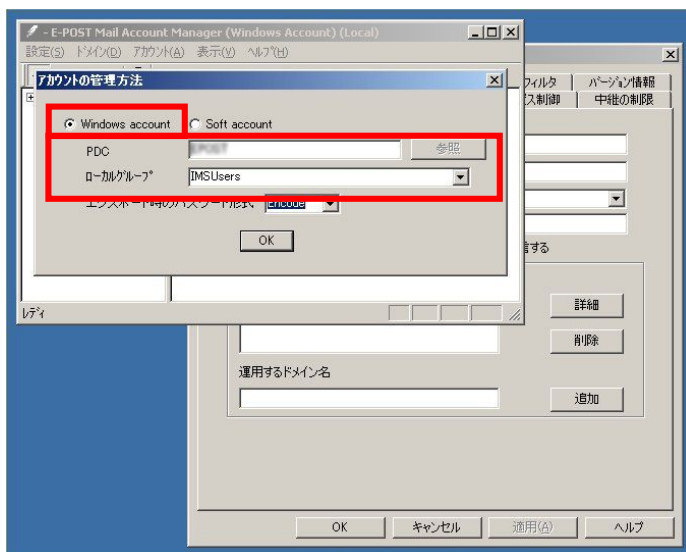 - E-POST Mail Account Manager (Windows Account) (Local)
設定(S) ドメイン(D) アカウント(A) 表示(V) ヘルプ(H)
アカウントの管理方法
Windows account Soft account
PDC 参照
ローカルグループ IMSUsers
エクスポート時のパスワード形式 Encode
OK
レディ
フィルタ バージョン情報
中継の制限
詳細
削除
運用するドメイン名
追加
OK キャンセル 適用(A) ヘルプ